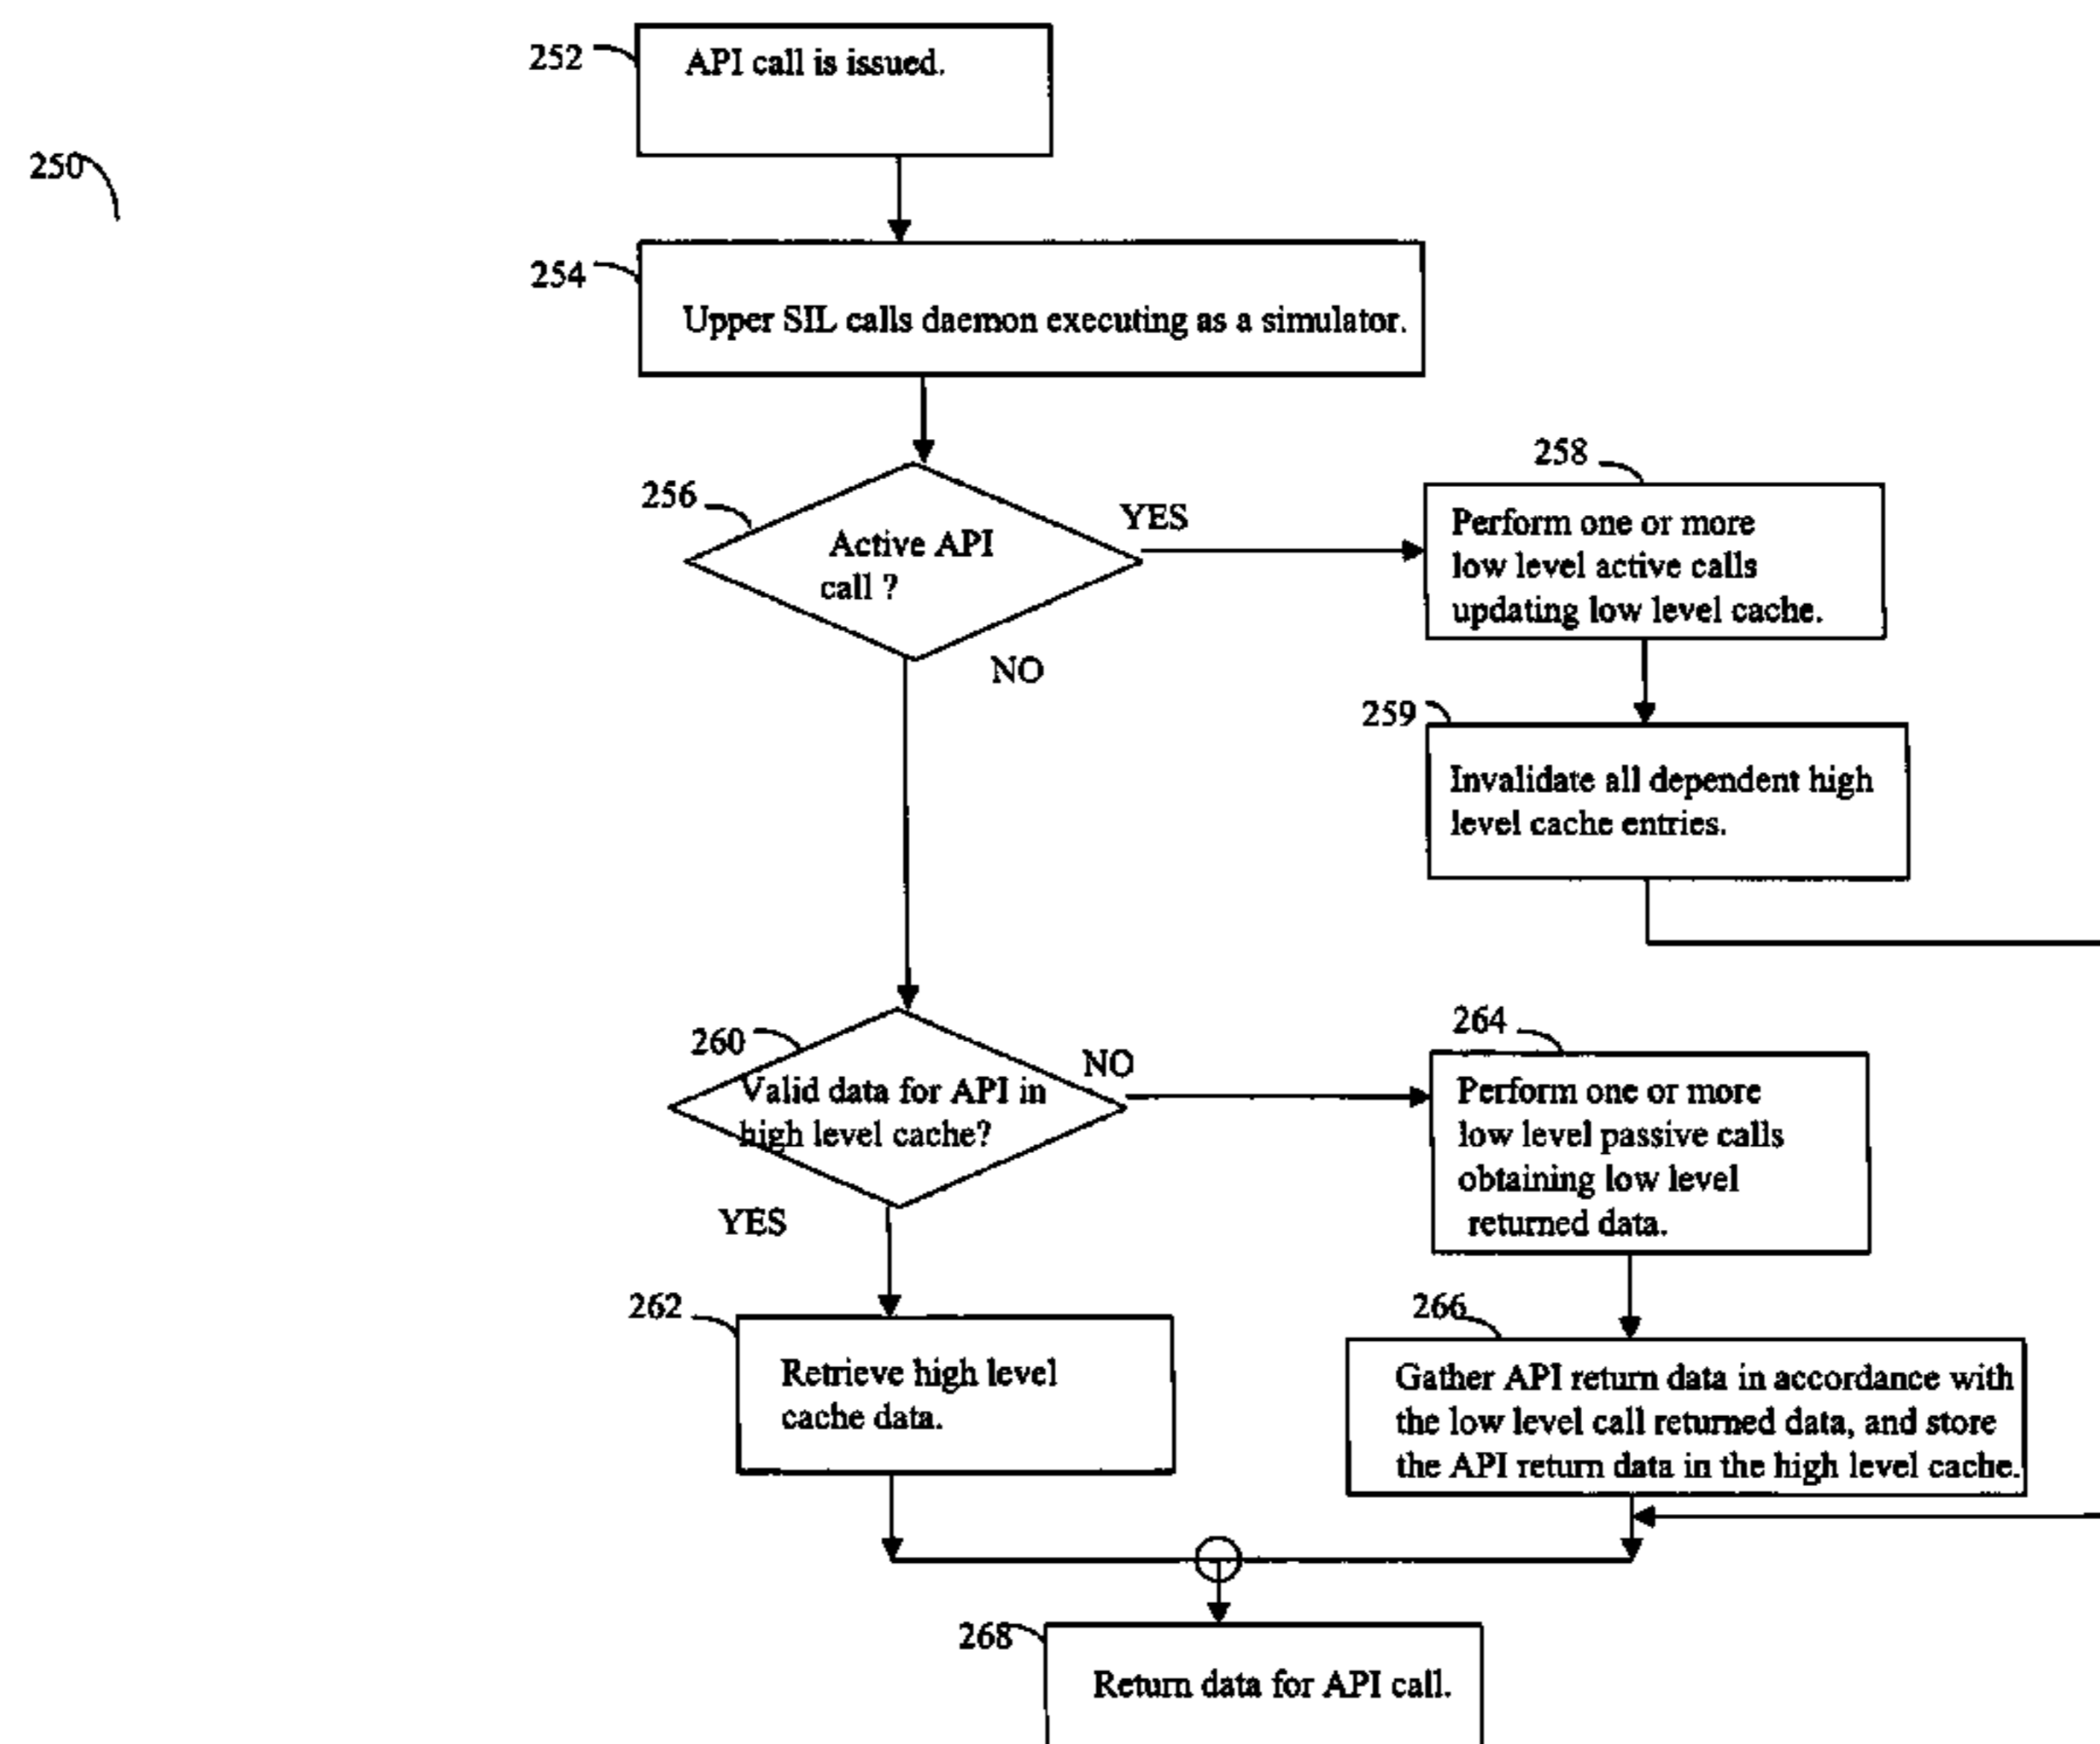 252
API call is issued.
250
254
Upper SIL calls daemon executing as a simulator.
256
Active API
call ?
YES
NO
258
Perform one or more
low level active calls
updating low level cache.
259
Invalidate all dependent high
level cache entries.
260
Valid data for API in
high level cache?
NO
YES
264
Perform one or more
low level passive calls
obtaining low level
returned data.
262
Retrieve high level
cache data.
266
Gather API return data in accordance with
the low level call returned data, and store
the API return data in the high level cache.
268
Return data for API call.